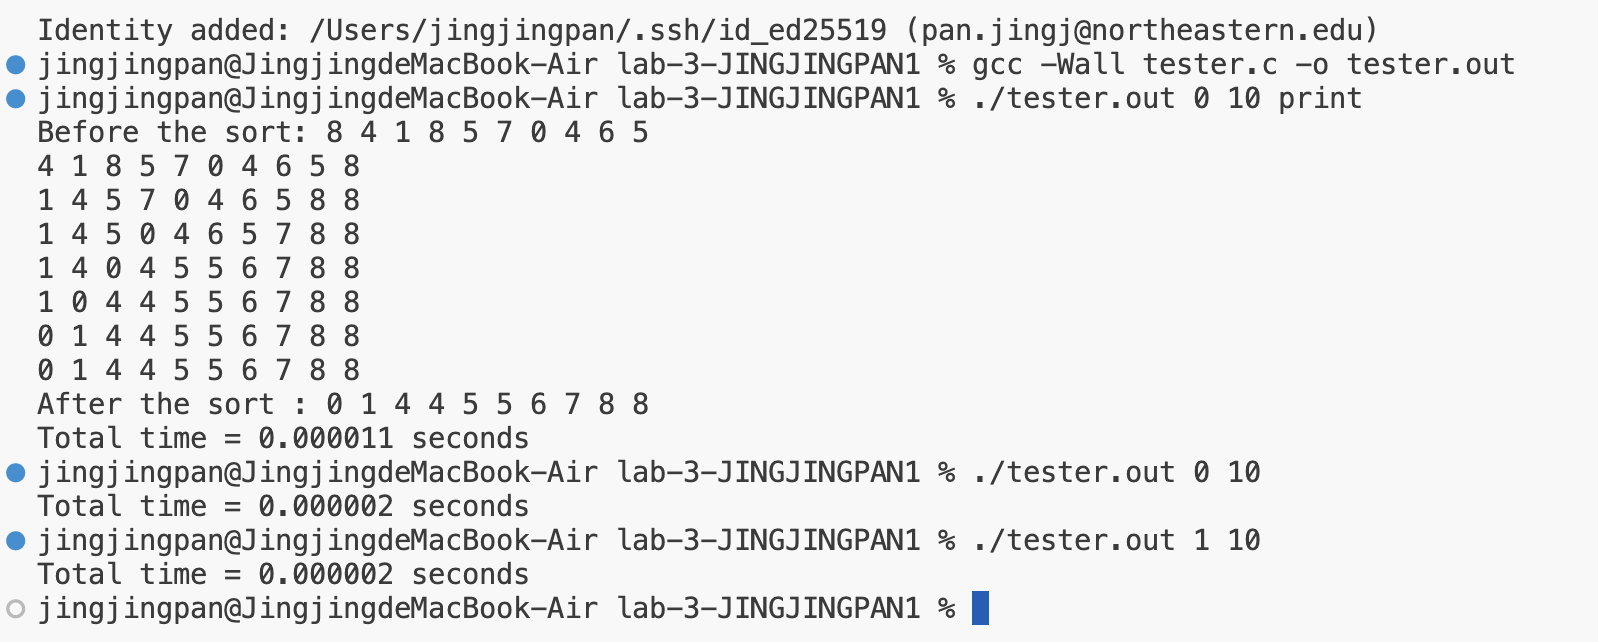 Identity added: /Users/jingjingpan/.ssh/id_ed25519 (pan.jingj@northeastern.edu)
jingjingpan@JingjingdeMacBook-Air lab-3-JINGJINGPAN1 % gcc -Wall tester.c -o tester.out
jingjingpan@JingjingdeMacBook-Air lab-3-JINGJINGPAN1 % ./tester.out 0 10 print
Before the sort: 8 4 1 8 5 7 0 4 6 5
4 1 8 5 7 0 4 6 5 8
1 4 5 7 0 4 6 5 8 8
1 4 5 0 4 6 5 7 8 8
1 4 0 4 5 5 6 7 8 8
1 0 4 4 5 5 6 7 8 8
0 1 4 4 5 5 6 7 8 8
0 1 4 4 5 5 6 7 8 8
After the sort : 0 1 4 4 5 5 6 7 8 8
Total time = 0.000011 seconds
jingjingpan@JingjingdeMacBook-Air lab-3-JINGJINGPAN1 % ./tester.out 0 10
Total time = 0.000002 seconds
jingjingpan@JingjingdeMacBook-Air lab-3-JINGJINGPAN1 % ./tester.out 1 10
Total time = 0.000002 seconds
jingjingpan@JingjingdeMacBook-Air lab-3-JINGJINGPAN1 %